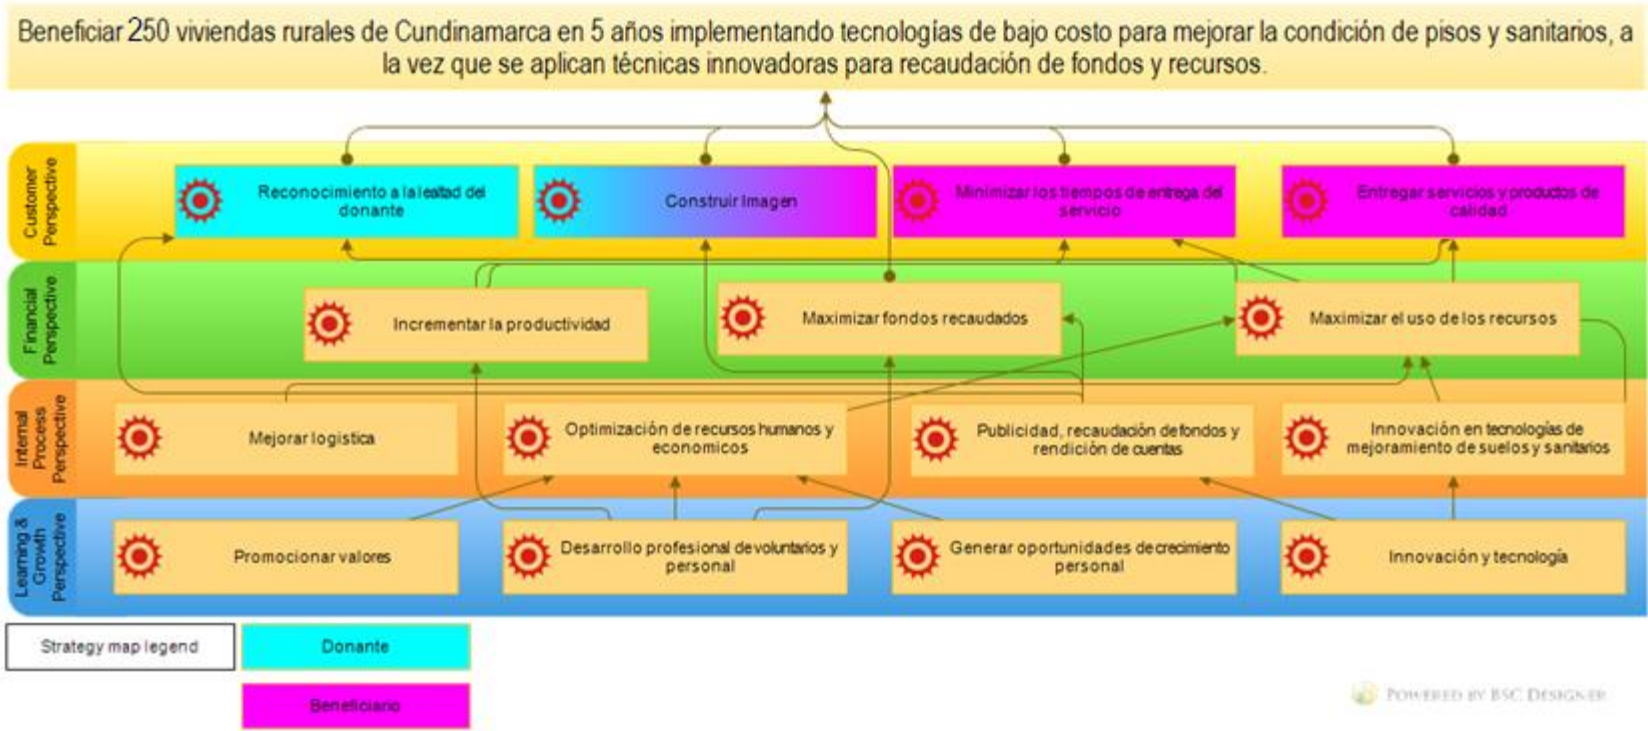 Beneficiar 250 viviendas rurales de Cundinamarca en 5 años implementando tecnologías de bajo costo para mejorar la condición de pisos y sanitarios, a
la vez que se aplican técnicas innovadoras para recaudación de fondos y recursos.
Customer
Perspective
Reconocimiento a la lealtad del
donante
Construir Imagen
Minimizar los tiempos de entrega del
servicio
Entregar servicios y productos de
calidad
Financial
Perspective
Incrementar la productividad
Maximizar fondos recaudados
Maximizar el uso de los recursos
Internal
Process
Perspective
Mejorar logistica
Optimización de recursos humanos y
economicos
Publicidad, recaudación de fondos y
rendición de cuentas
Innovación en tecnologías de
mejoramiento de suelos y sanitarios
Learning &
Growth
Perspective
Promocionar valores
Desarrollo profesional de voluntarios y
personal
Generar oportunidades de crecimiento
personal
Innovación y tecnología
Strategy map legend
Donante
Beneficiario
Powered by BSC Designer